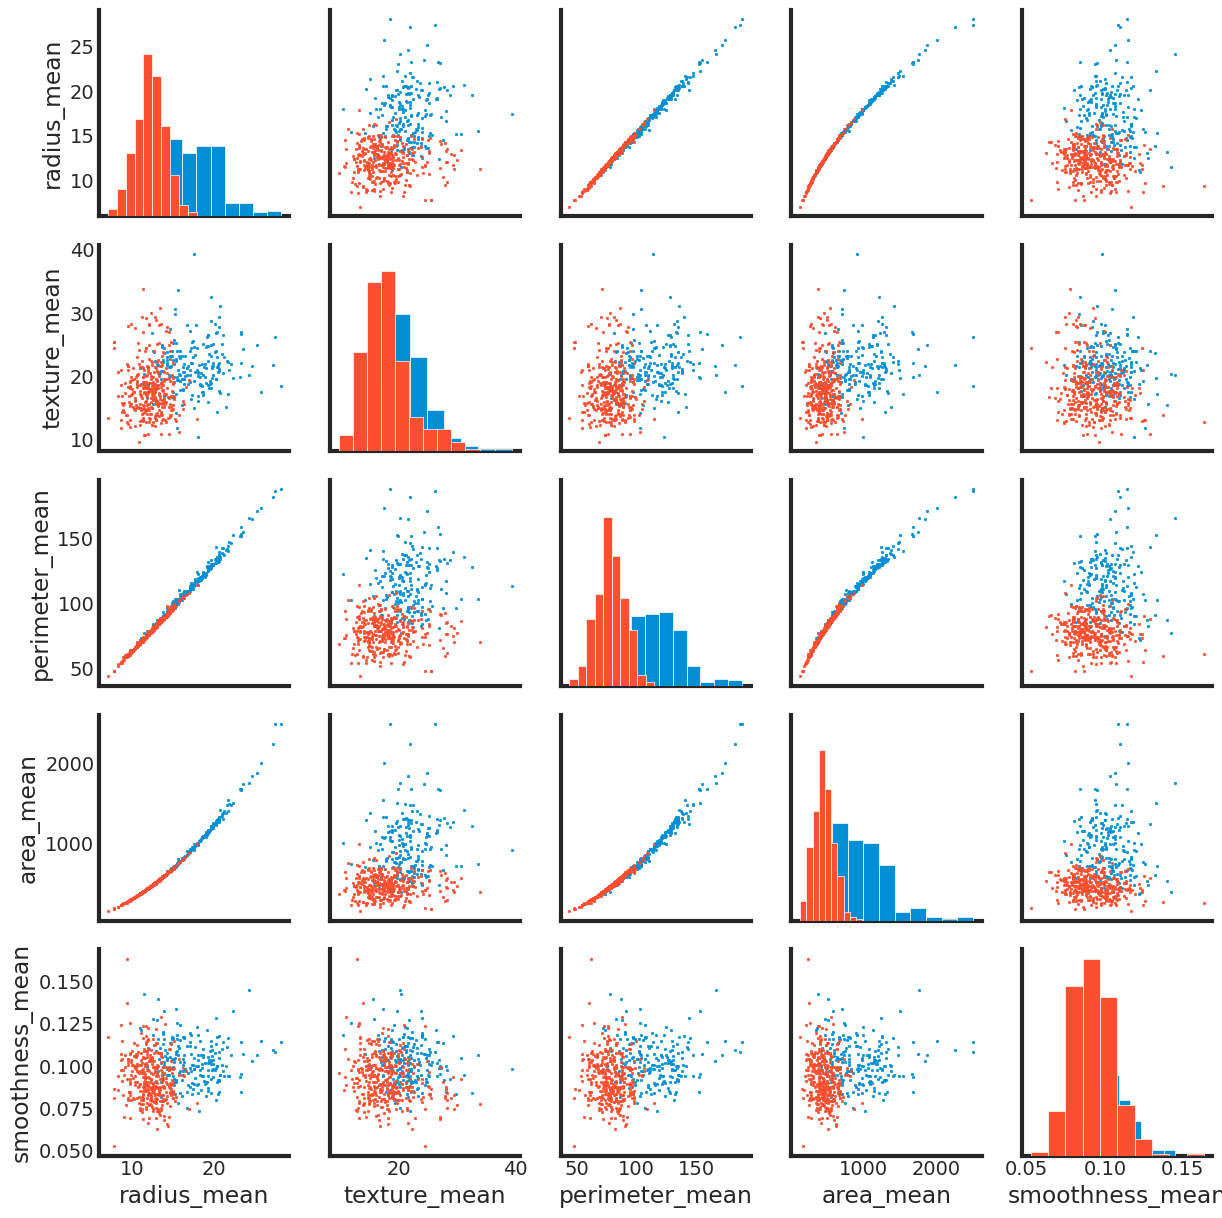 radius_mean
25
20
15
10
texture_mean
40
30
20
10
perimeter_mean
150
100
50
area_mean
2000
1000
smoothness_mean
0.150
0.125
0.100
0.075
0.050
10 20 20 40 50 100 150 1000 2000 0.05 0.10 0.15
radius_mean texture_mean perimeter_mean area_mean smoothness_mean